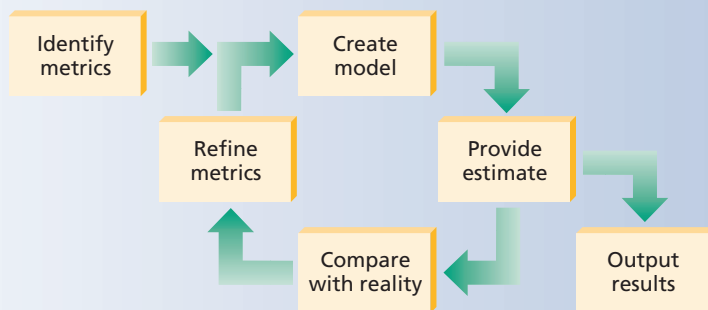 Identify
metrics
Create
model
Refine
metrics
Provide
estimate
Compare
with reality
Output
results